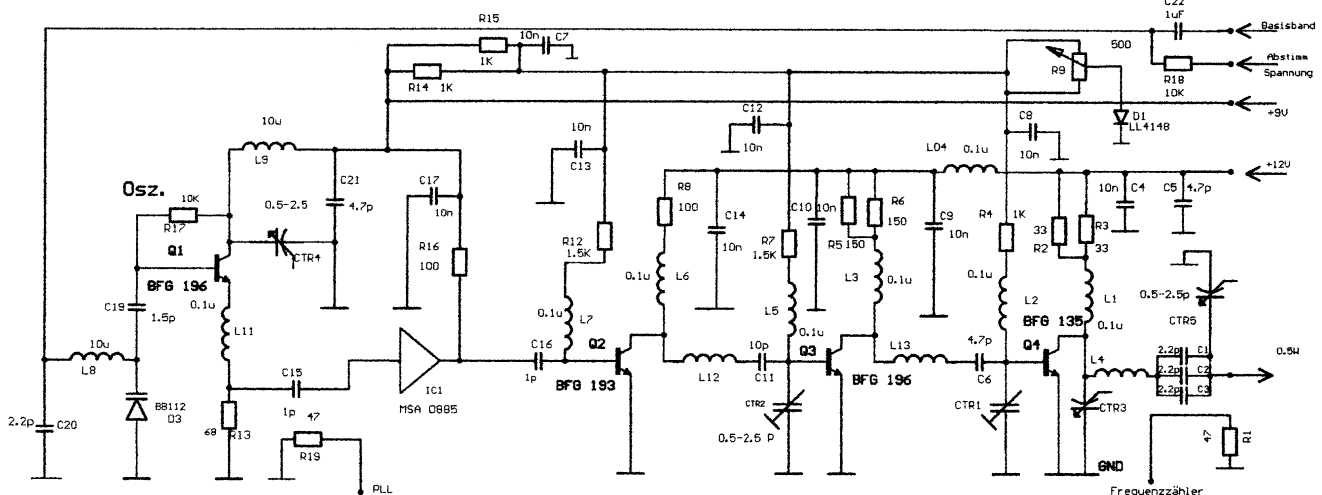 C22
1uF
Basisband
R15
10n
C7
1K
500
Abstimm
Spannung
R9
R18
10K
R14
1K
+9V
D1
LL4148
C12
10n
C8
10n
10u
L9
10n
C13
LO4
0.1u
+12V
Osz.
C21
4.7p
C17
10n
10K
R17
0.5-2.5
CTR4
R8
100
C14
10n
C10
10n
R6
150
R5
150
C9
10n
R4
1K
33
R2
R3
33
10n
C4
C5
4.7p
Q1
BFG 196
R12
1.5K
R7
1.5K
R16
100
0.1u
L6
0.1u
L3
0.1u
L2
L1
0.1u
0.5-2.5p
CTR5
C19
1.5p
0.1u
L11
0.1u
L7
L5
0.1u
BFG 135
10u
L8
C16
1p
Q2
BFG 193
10p
C11
Q3
BFG 196
L13
4.7p
C6
Q4
L4
2.2p
C1
2.2p
C2
2.2p
C3
0.5W
L12
C15
1p
IC1
MSA 0885
BB112
D3
2.2p
C20
68
R13
47
R19
PLL
CTR2
0.5-2.5 P
CTR1
CTR3
GND
47
R1
Frequenzzähler